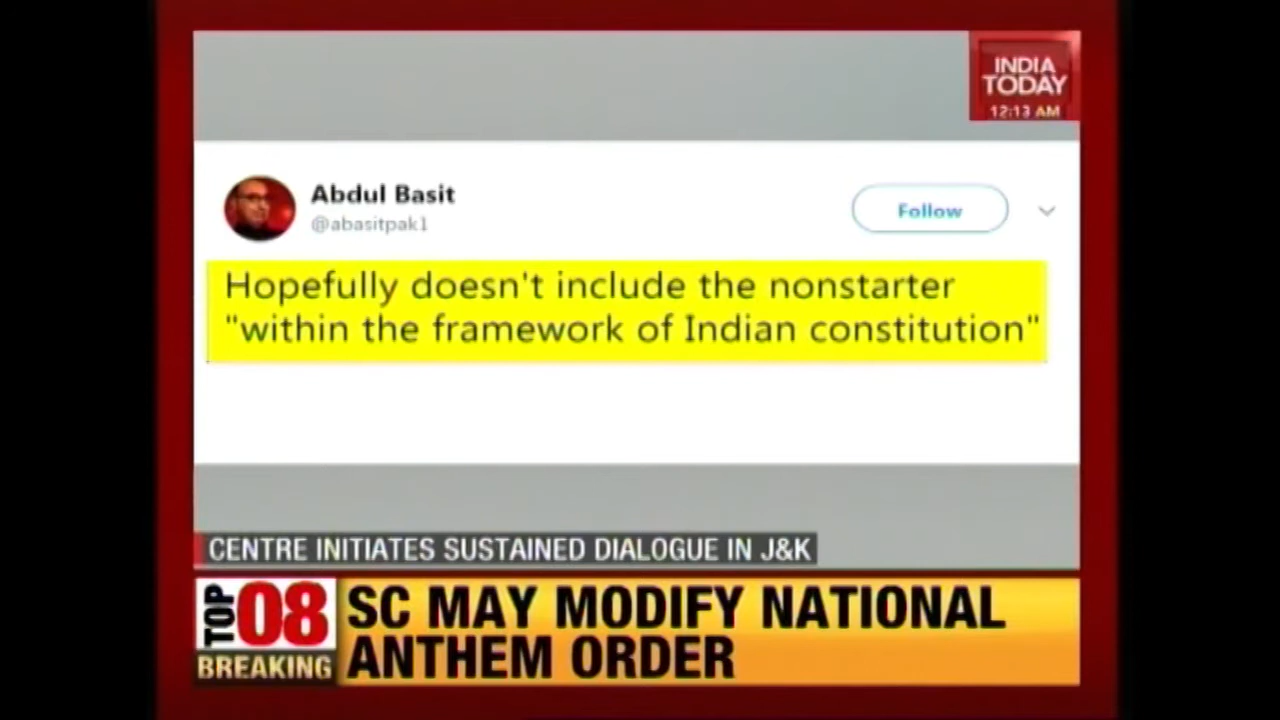 INDIA
TODAY
12:13 AM
Abdul Basit
@abasitpak1
Follow
Hopefully doesn't include the nonstarter
"within the framework of Indian constitution"
CENTRE INITIATES SUSTAINED DIALOGUE IN J&K
TOP 08
BREAKING
SC MAY MODIFY NATIONAL
ANTHEM ORDER